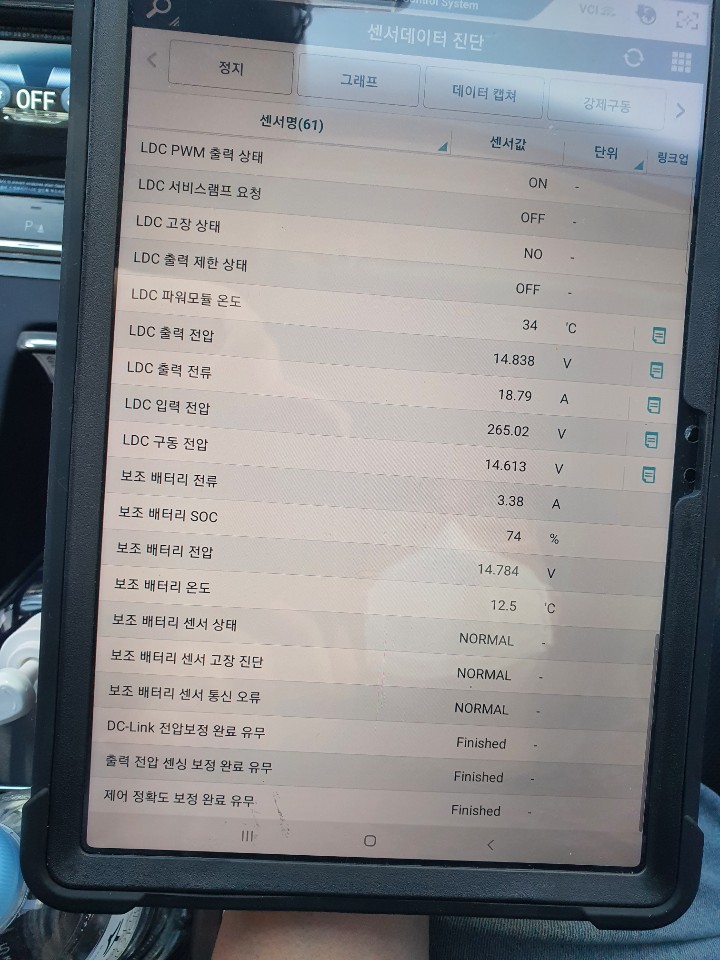 ontrol System
VCI
센서데이터 진단
정지 그래프 데이터 캡쳐 강제구동
센서명(61) 센서값 단위 링크업
LDC PWM 출력 상태 ON -
LDC 서비스램프 요청 OFF -
LDC 고장 상태 NO -
LDC 출력 제한 상태 OFF -
LDC 파워모듈 온도 34 'C
LDC 출력 전압 14.838 V
LDC 출력 전류 18.79 A
LDC 입력 전압 265.02 V
LDC 구동 전압 14.613 V
보조 배터리 전류 3.38 A
보조 배터리 SOC 74 %
보조 배터리 전압 14.784 V
보조 배터리 온도 12.5 'C
보조 배터리 센서 상태 NORMAL -
보조 배터리 센서 고장 진단 NORMAL -
보조 배터리 센서 통신 오류 NORMAL -
DC-Link 전압보정 완료 유무 Finished -
출력 전압 센싱 보정 완료 유무 Finished -
제어 정확도 보정 완료 유무 Finished -
OFF
P